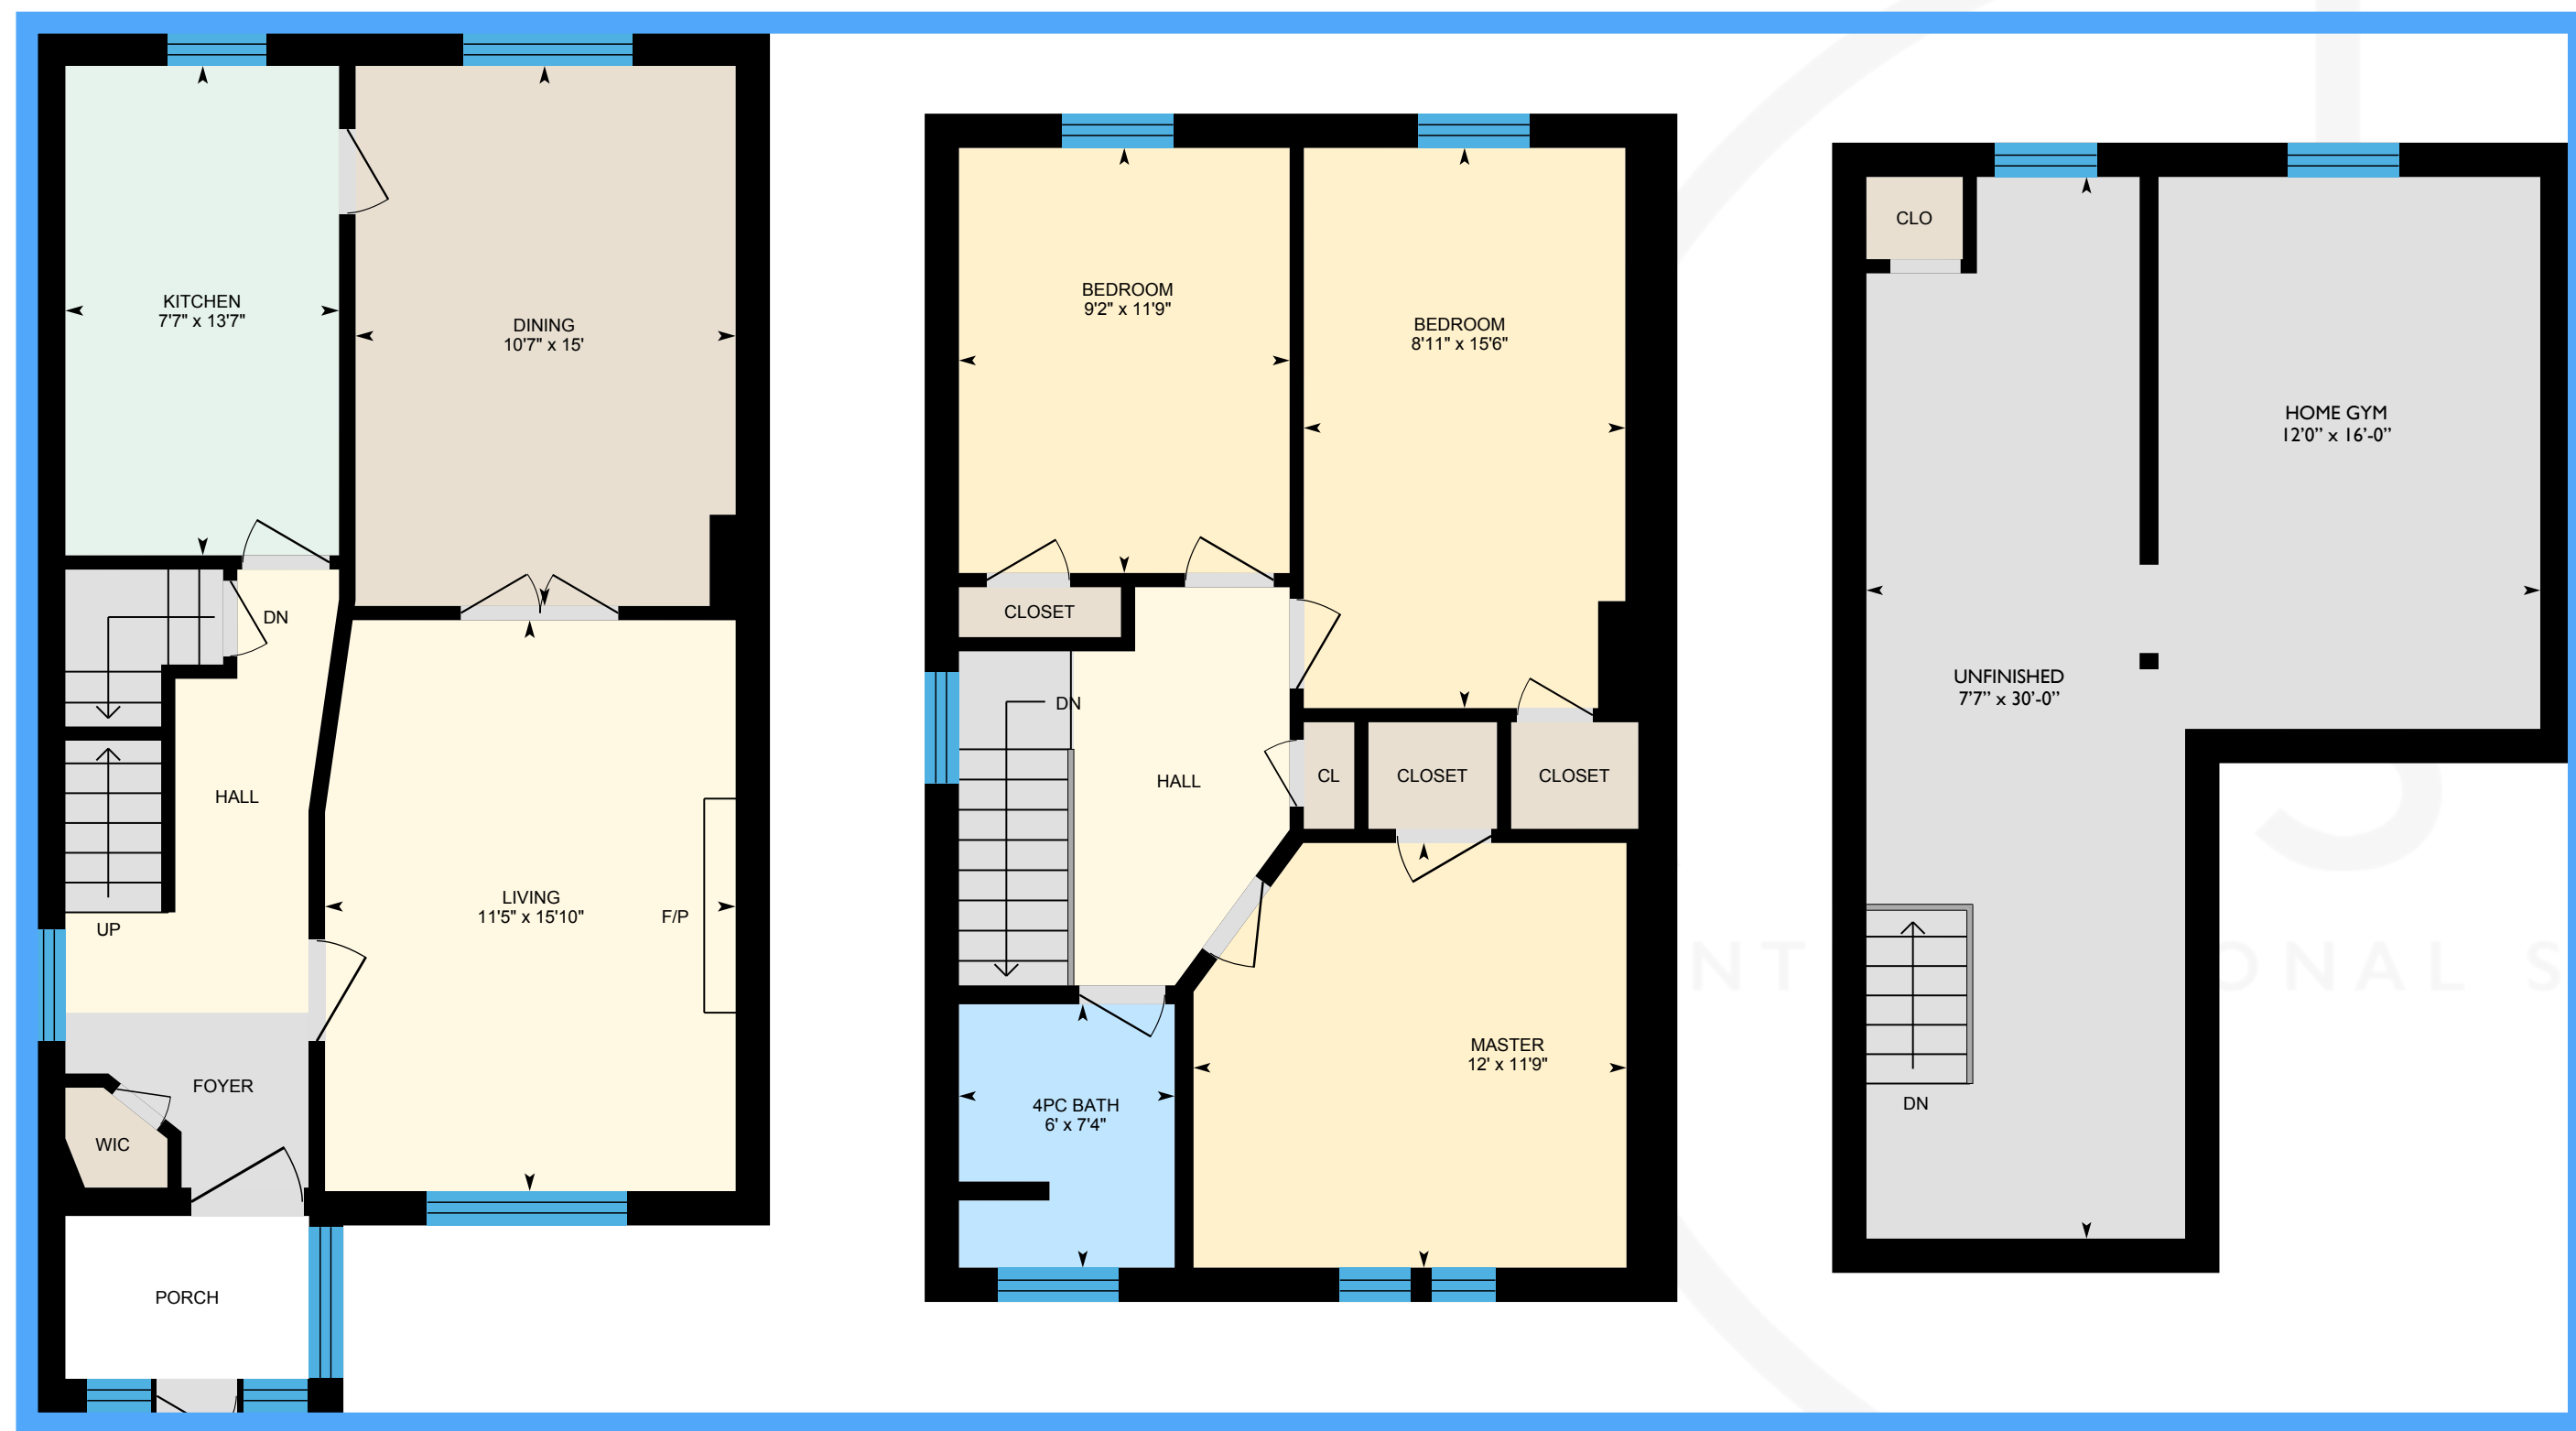 KITCHEN
7'7" x 13'7"
DINING
10'7" x 15'
DN
HALL
UP
LIVING
11'5" x 15'10"
F/P
FOYER
WIC
PORCH
BEDROOM
9'2" x 11'9"
BEDROOM
8'11" x 15'6"
CLOSET
DN
HALL
CL
CLOSET
CLOSET
MASTER
12' x 11'9"
4PC BATH
6' x 7'4"
CLO
HOME GYM
12'0” x 16'-0”
UNFINISHED
7'7” x 30'-0”
DN